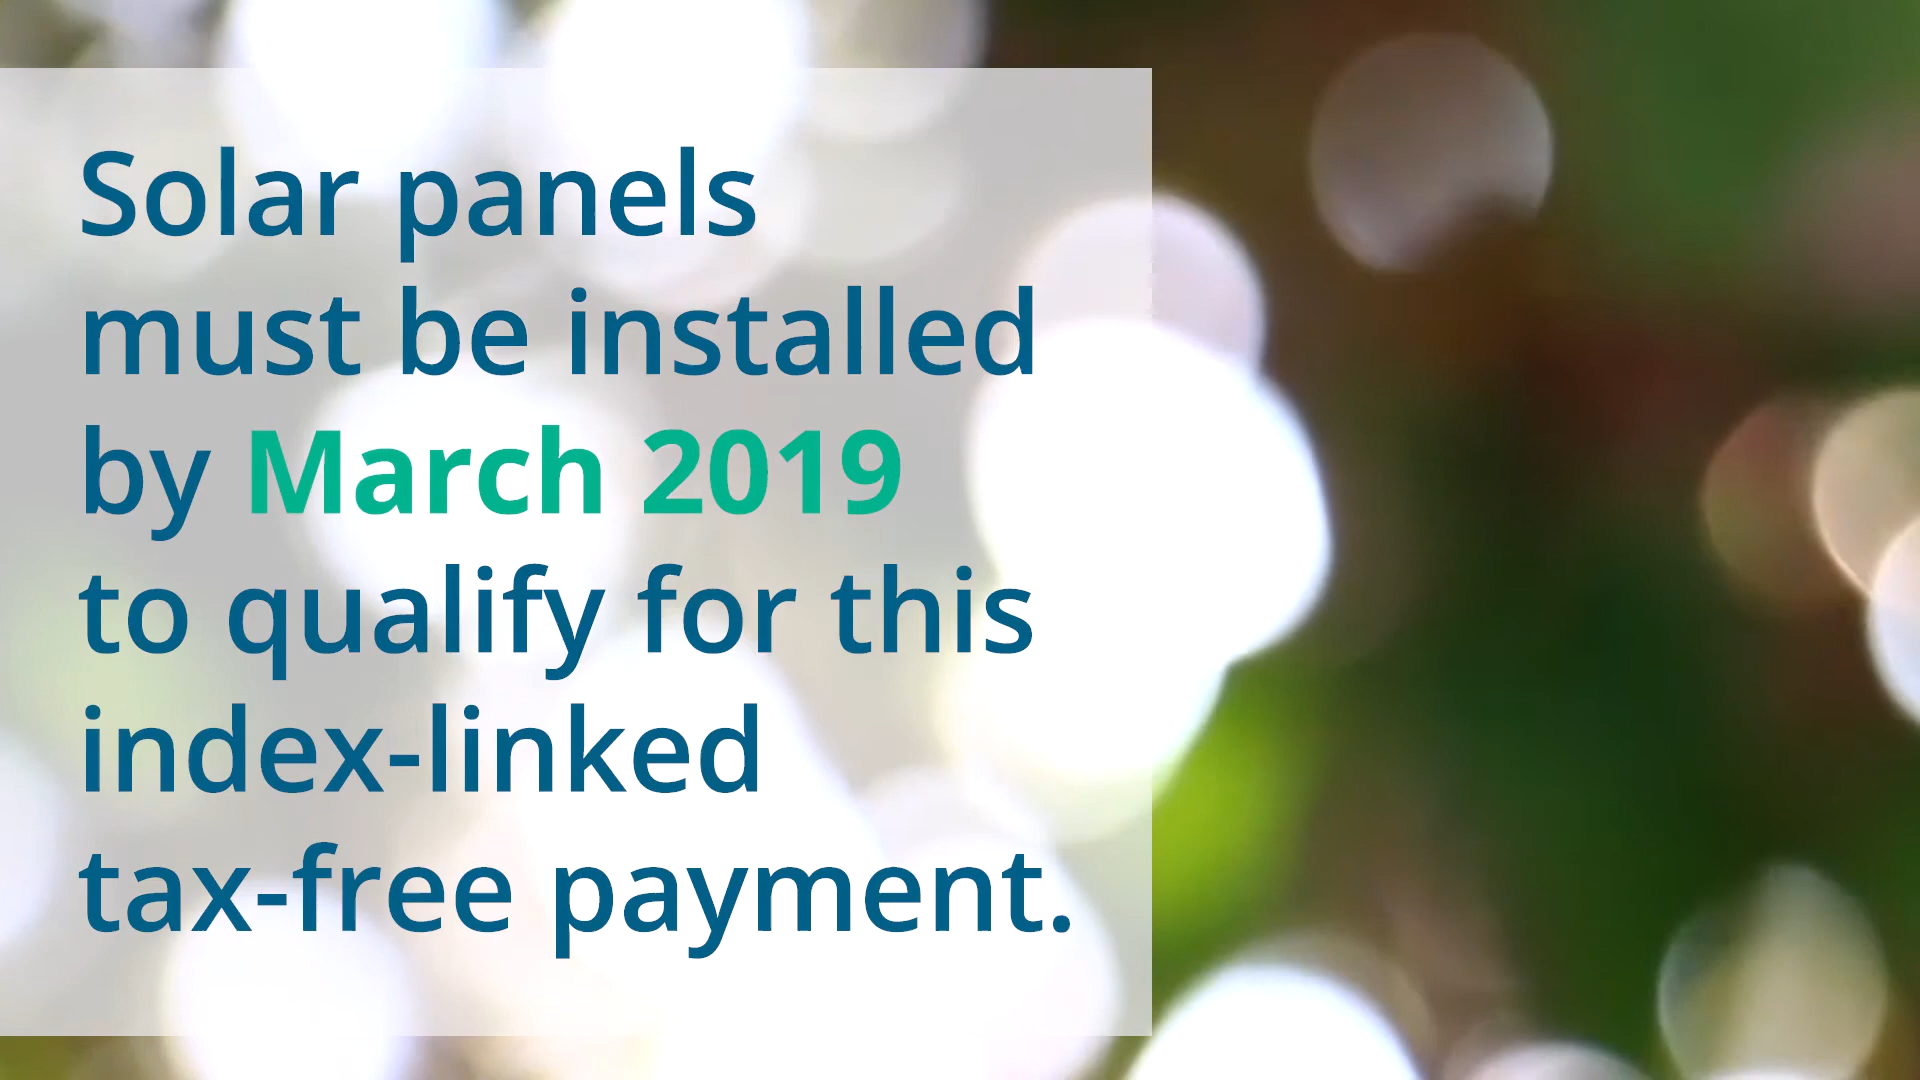 Solar panels
must be installed
by March 2019
to qualify for this
index-linked
tax-free payment.